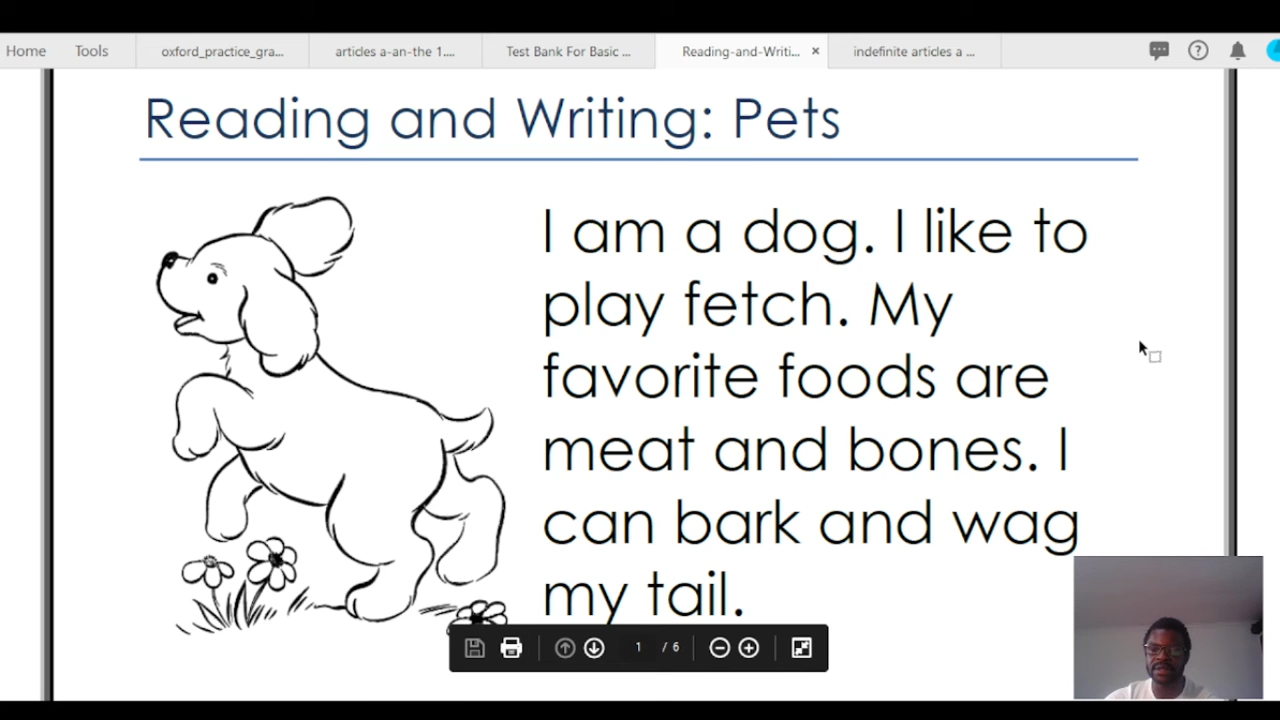 Home Tools oxford_practice_gra... articles a-an-the 1.... Test Bank For Basic ... Reading-and-Writi... × indefinite articles a ...
Reading and Writing: Pets
I am a dog. I like to
play fetch. My
favorite foods are
meat and bones. I
can bark and wag
my tail.
1 / 6